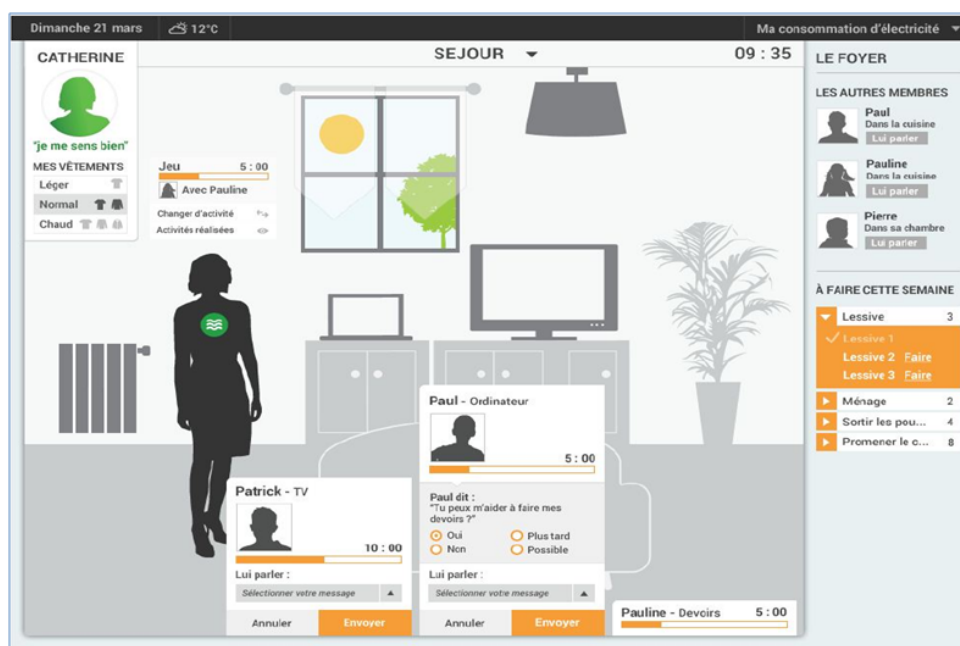 Dimanche 21 mars
12°C
Ma consommation d'électricité
CATHERINE
"je me sens bien"
MES VÊTEMENTS
Léger
Normal
Chaud
SEJOUR
09 : 35
Jeu 5 : 00
Avec Pauline
Changer d'activité
Activités réalisées
Patrick - TV
10 : 00
Lui parler :
Sélectionner votre message
Annuler Envoyer
Paul - Ordinateur
5 : 00
Paul dit :
"Tu peux m'aider à faire mes
devoirs ?"
Oui Plus tard
Non Possible
Lui parler :
Sélectionner votre message
Annuler Envoyer
Pauline - Devoirs 5 : 00
LE FOYER
LES AUTRES MEMBRES
Paul
Dans la cuisine
Lui parler
Pauline
Dans la cuisine
Lui parler
Pierre
Dans sa chambre
Lui parler
À FAIRE CETTE SEMAINE
Lessive 3
Lessive 1
Lessive 2 Faire
Lessive 3 Faire
Ménage 2
Sortir les pou... 4
Promener le c... 8